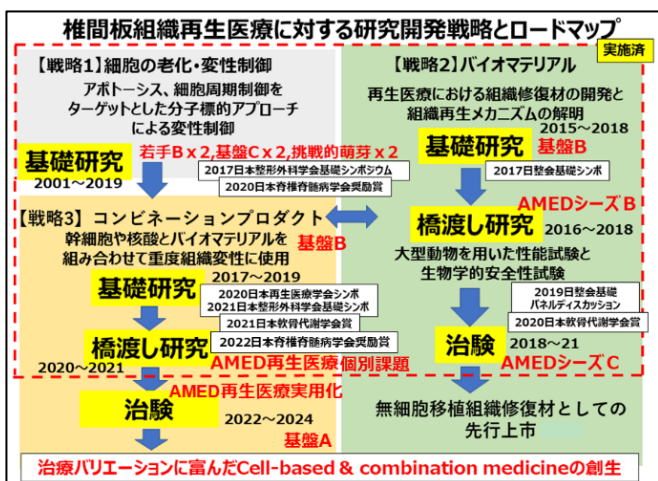 椎間板組織再生医療に対する研究開発戦略とロードマップ
実施済
【戦略1】細胞の老化・変性制御
アポトーシス、細胞周期制御を
ターゲットとした分子標的アプローチ
による変性制御
若手Bx2,基盤Cx2,挑戦的萌芽x2
基礎研究
2001～2019
2017日本整形外科学会基礎シンポジウム
2020日本脊椎脊髄病学会奨励賞
【戦略2】バイオマテリアル
再生医療における組織修復材の開発と
組織再生メカニズムの解明
2015～2018
基礎研究
基盤B
2017整会基礎シンポ
AMEDシーズB
橋渡し研究
2016～2018
大型動物を用いた性能試験と
生物学的安全性試験
2019日整会基礎
パネルディスカッション
2020日本軟骨代謝学会賞
治験
2018～21
AMEDシーズC
無細胞移植組織修復材としての
先行上市
【戦略3】コンビネーションプロダクト
幹細胞や核酸とバイオマテリアルを
組み合わせて重度組織変性に使用
基盤B
2017～2019
基礎研究
2020日本再生医療学会シンポ
2021日本整形外科学会基礎シンポ
2021日本軟骨代謝学会賞
2022日本脊椎脊髄病学会奨励賞
橋渡し研究
2020～2021
AMED再生医療個別課題
AMED再生医療実用化
治験
2022～2024
基盤A
治療バリエーションに富んだCell-based & combination medicineの創生